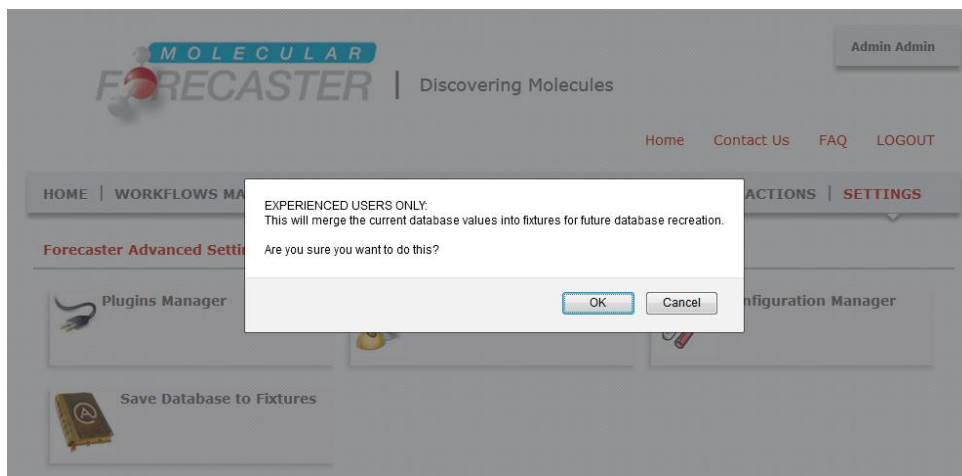 Admin Admin
MOLECULAR
FORECASTER | Discovering Molecules
Home Contact Us FAQ LOGOUT
HOME | WORKFLOWS MA
ACTIONS | SETTINGS
EXPERIENCED USERS ONLY:
This will merge the current database values into fixtures for future database recreation.
Are you sure you want to do this?
OK Cancel
Forecaster Advanced Setti
Plugins Manager
nfiguration Manager
Save Database to Fixtures